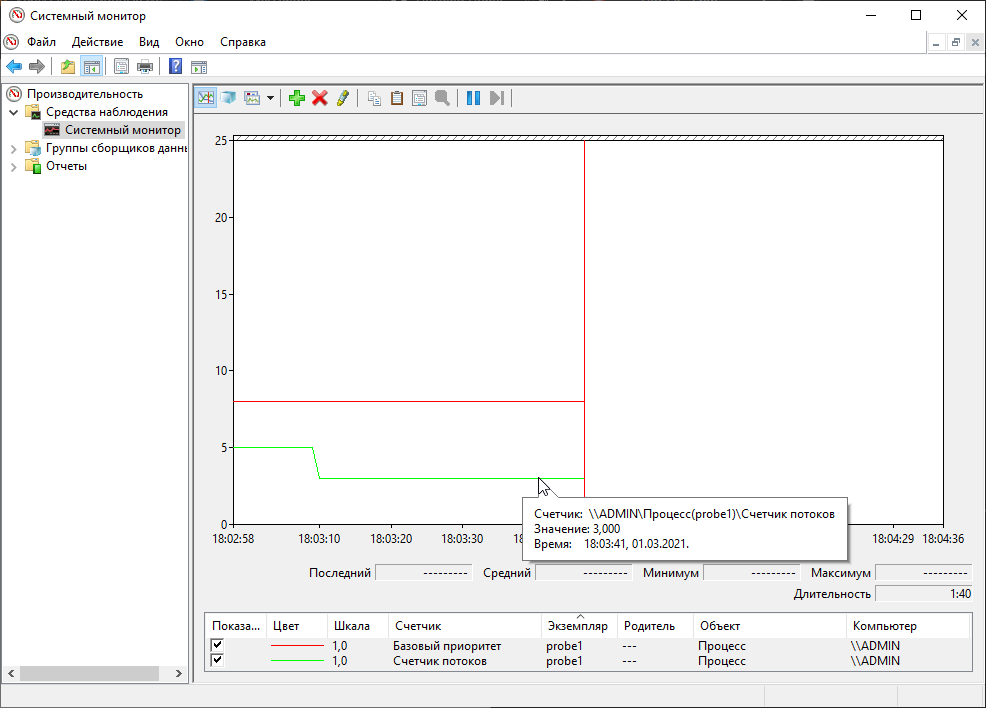 Системный монитор
Файл Действие Вид Окно Справка
Производительность
Средства наблюдения
Системный монитор
Группы сборщиков данн
Отчеты
25
20
15
10
5
0
18:02:58 18:03:10 18:03:20 18:03:30 18:04:29 18:04:36
Счетчик: \\ADMIN\Процесс(probe1)\Счетчик потоков
Значение: 3,000
Время: 18:03:41, 01.03.2021.
Последний --------- Средний --------- Минимум --------- Максимум ---------
Длительность 1:40
Показа... Цвет Шкала Счетчик Экземпляр Родитель Объект Компьютер
1,0 Базовый приоритет probe1 --- Процесс \\ADMIN
1,0 Счетчик потоков probe1 --- Процесс \\ADMIN